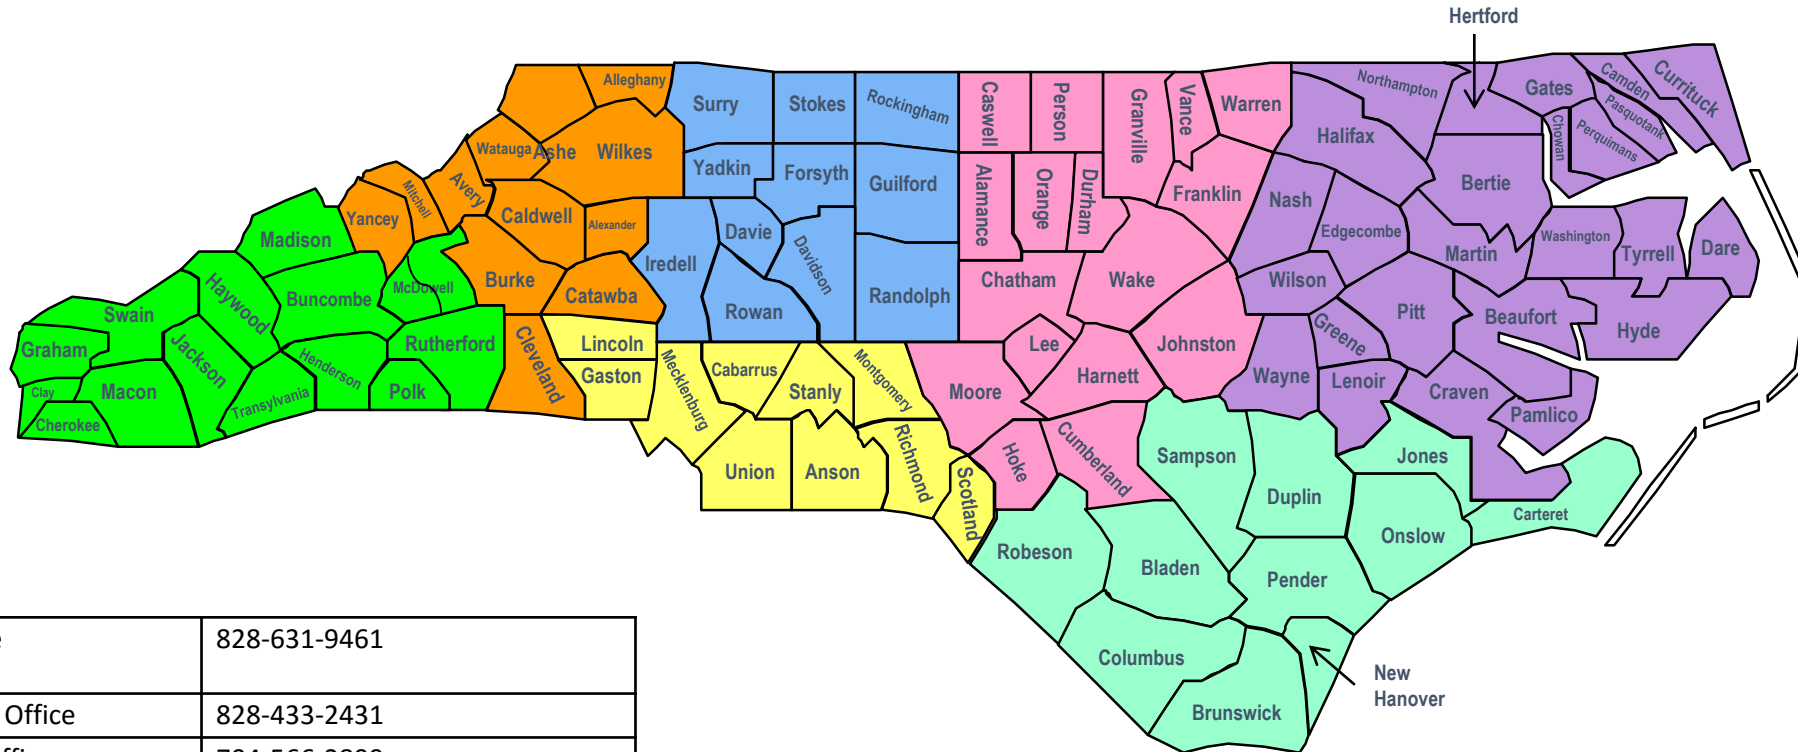 Hertford
Alleghany
Surry
Stokes
Rockingham
Caswell
Person
Granville
Vance
Warren
Northampton
Gates
Camden
Currituck
Pasquotank
Perquimans
Chowan
Halifax
Watauga
Ashe
Wilkes
Yadkin
Forsyth
Guilford
Alamance
Orange
Durham
Franklin
Nash
Edgecombe
Bertie
Mitchell
Avery
Yancey
Caldwell
Alexander
Iredell
Davie
Davidson
Randolph
Chatham
Wake
Wilson
Martin
Washington
Tyrrell
Dare
Madison
Haywood
Buncombe
McDowell
Burke
Catawba
Rowan
Lee
Johnston
Greene
Pitt
Beaufort
Hyde
Swain
Graham
Jackson
Macon
Clay
Cherokee
Transylvania
Henderson
Polk
Rutherford
Cleveland
Lincoln
Gaston
Mecklenburg
Cabarrus
Stanly
Montgomery
Moore
Harnett
Wayne
Lenoir
Craven
Pamlico
Union
Anson
Richmond
Scotland
Hoke
Cumberland
Sampson
Duplin
Jones
Onslow
Carteret
Robeson
Bladen
Pender
Columbus
Brunswick
New
Hanover
828-631-9461
Office
828-433-2431